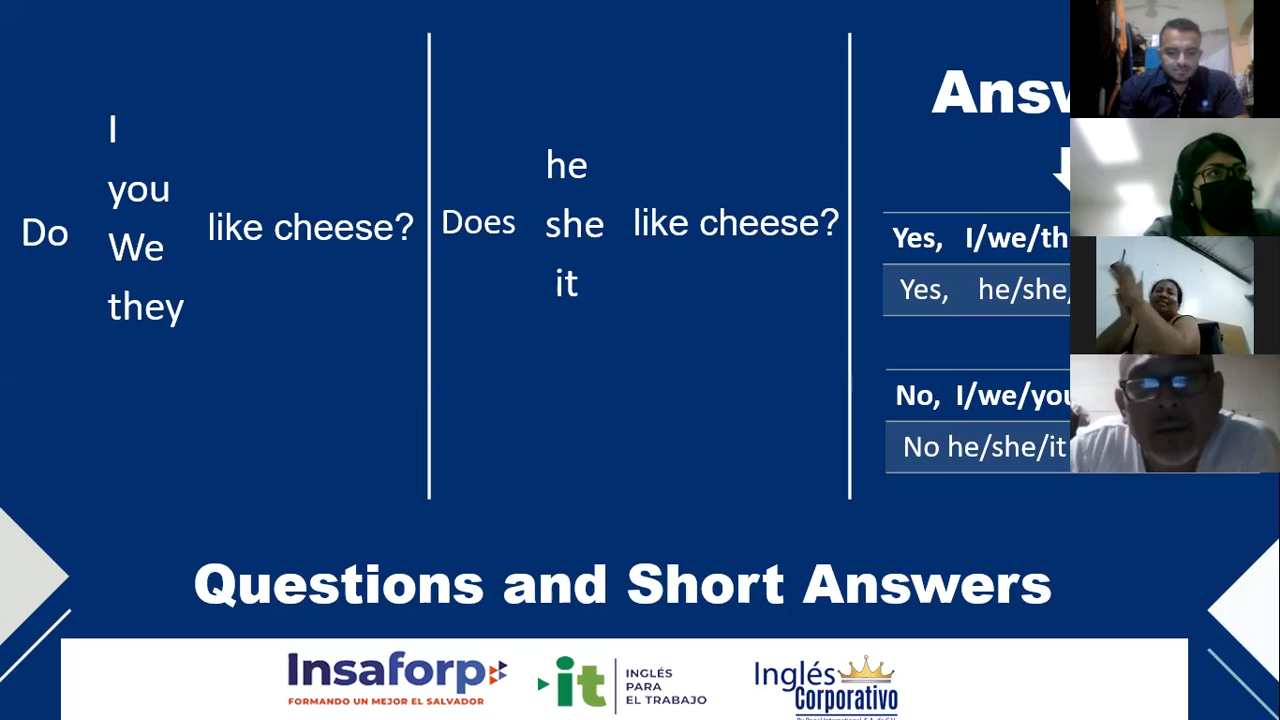 I
you
Do
We
like cheese?
they
he
Does
she
like cheese?
it
Yes, I/we/th
Yes, he/she/
No, I/we/you
No he/she/it
Questions and Short Answers
Insaforp
FORMANDO UN MEJOR EL SALVADOR
it
INGLÉS
PARA
EL TRABAJO
Inglés
Corporativo